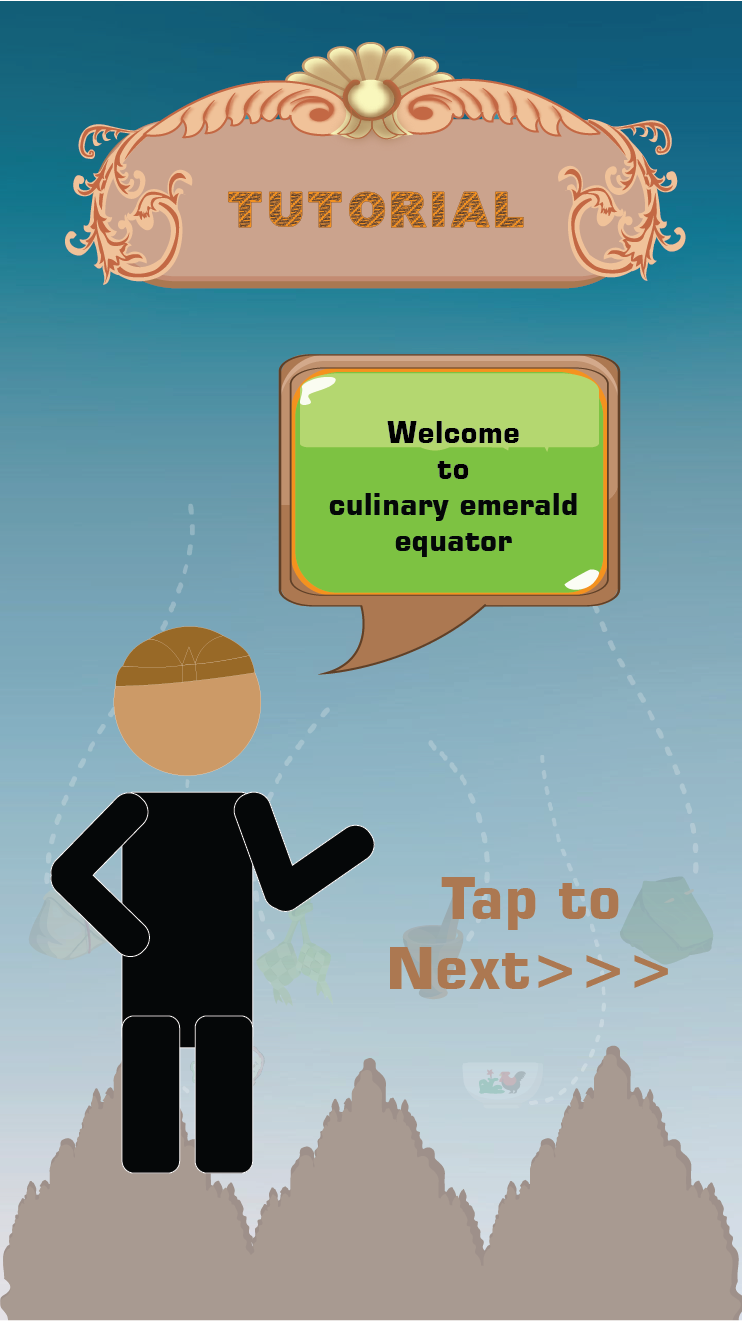 TUTORIAL
Welcome
to
culinary emerald
equator
Tap to
Next>>>